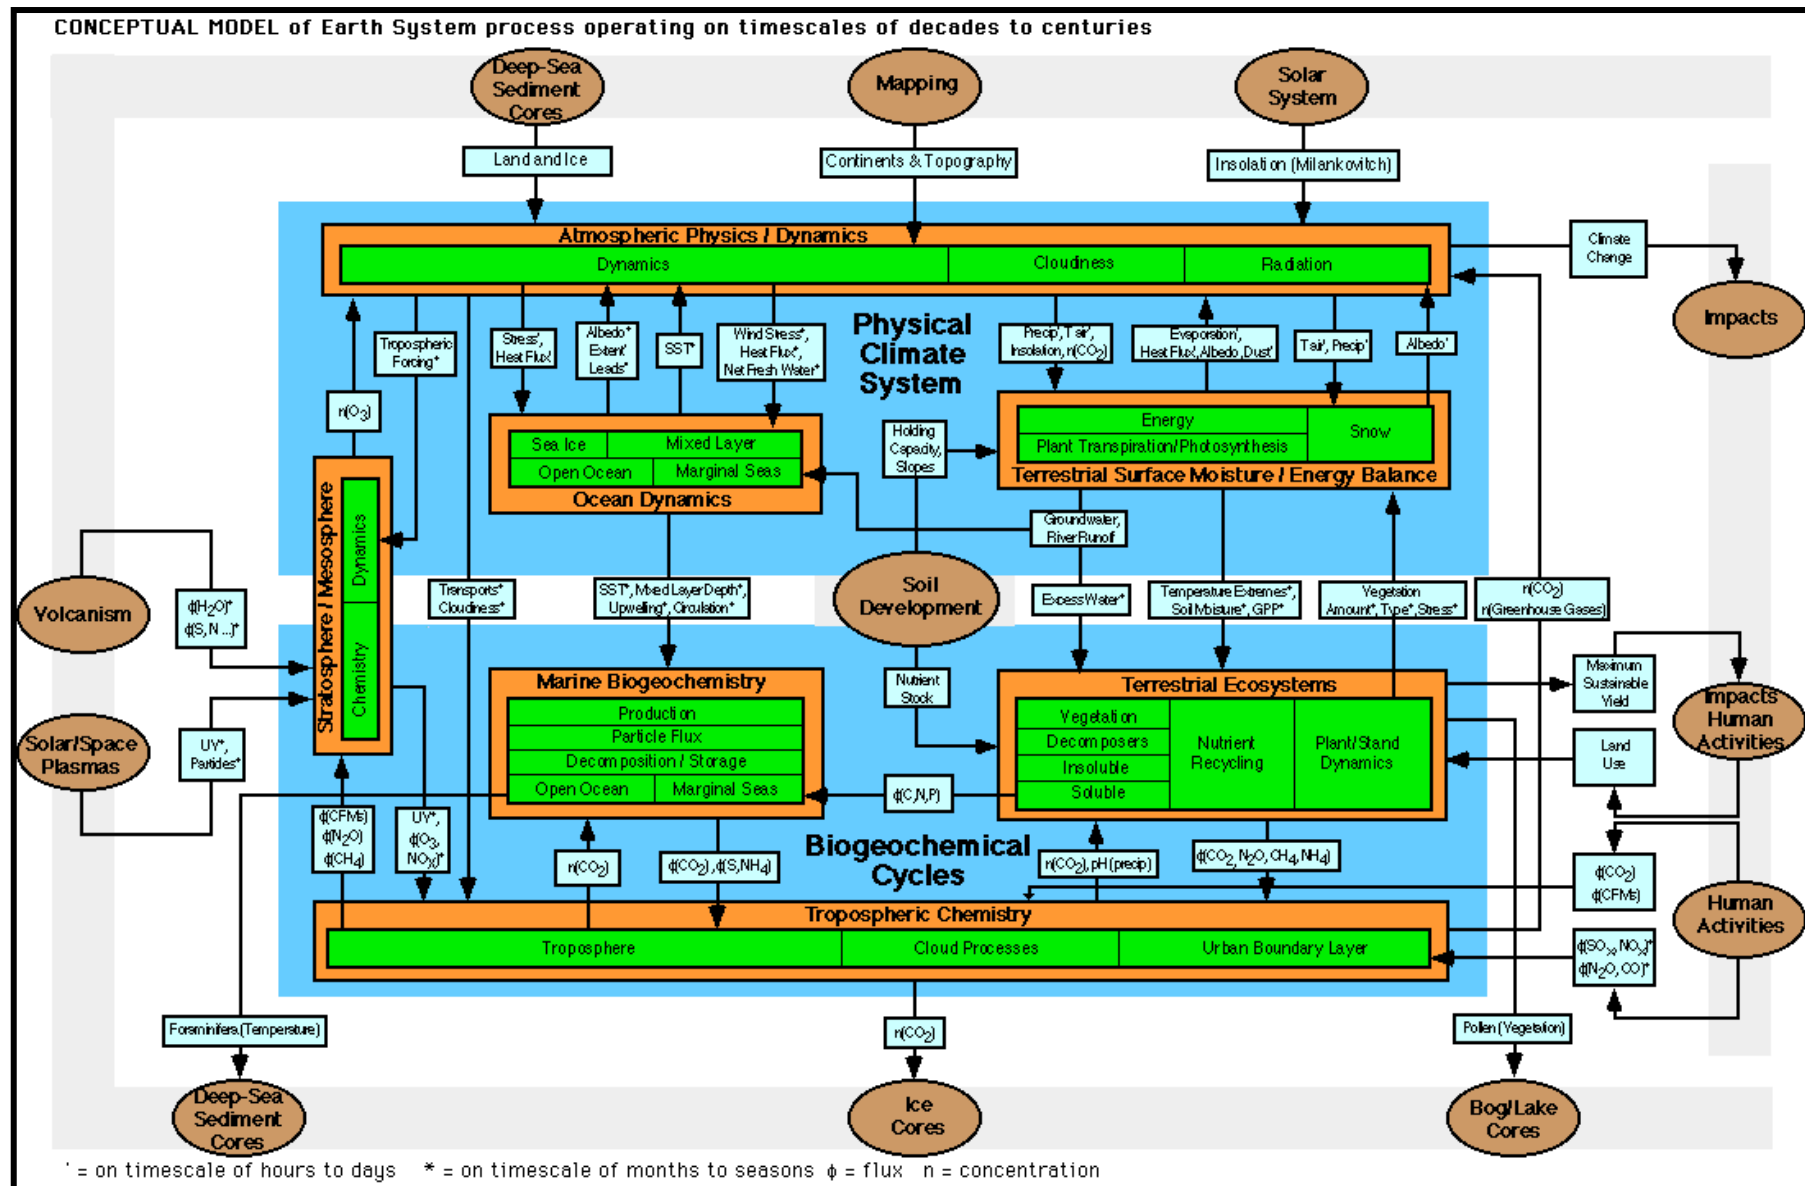 CONCEPTUAL MODEL of Earth System process operating on timescales of decades to centuries
Deep-Sea
Sediment
Cores
Mapping
Solar
System
Land and Ice
Continents & Topography
Insolation (Milankovitch)
Atmospheric Physics / Dynamics
Dynamics
Cloudiness
Radiation
Climate
Change
Impacts
Tropospheric
Forcing*
Stress',
Heat Flux'
Albedo*
Extent'
Leads*
SST*
Wind Stress*,
Heat Flux*,
Net Fresh Water*
Physical
Climate
System
Precip', Tair',
Insolation, n(CO2)
Evaporation',
Heat Flux', Albedo, Dust'
Tair', Precip'
Albedo'
n(O3)
Sea Ice
Mixed Layer
Open Ocean
Marginal Seas
Ocean Dynamics
Holding
Capacity,
Slopes
Energy
Plant Transpiration/Photosynthesis
Snow
Terrestrial Surface Moisture / Energy Balance
Stratosphere / Mesosphere
Dynamics
Chemistry
Groundwater,
River Runoff
Volcanism
ϕ(H2O)*
ϕ(S, N ...)*
Transports*
Cloudiness*
SST*, Mixed Layer Depth*,
Upwelling*, Circulation*
Soil
Development
Excess Water*
Temperature Extremes*,
Soil Moisture*, GPP*
Vegetation
Amount*, Type*, Stress*
n(CO2)
n(Greenhouse Gases)
Solar/Space
Plasmas
UV*,
Particles*
Marine Biogeochemistry
Production
Particle Flux
Decomposition / Storage
Open Ocean
Marginal Seas
Nutrient
Stock
Terrestrial Ecosystems
Vegetation
Decomposers
Insoluble
Soluble
Nutrient
Recycling
Plant/Stand
Dynamics
Maximum
Sustainable
Yield
Impacts
Human
Activities
Land
Use
ϕ(C,N,P)
ϕ(CFMs)
ϕ(N2O)
ϕ(CH4)
UV*,
ϕ(O3,
NOx)*
n(CO2)
ϕ(CO2), ϕ(S,NH4)
Biogeochemical
Cycles
n(CO2), pH (precip)
ϕ(CO2, N2O, CH4, NH4)
ϕ(CO2)
ϕ(CFMs)
Human
Activities
Tropospheric Chemistry
Troposphere
Cloud Processes
Urban Boundary Layer
ϕ(SOx, NOx)*
ϕ(N2O, CO)*
Foraminifera (Temperature)
n(CO2)
Pollen (Vegetation)
Deep-Sea
Sediment
Cores
Ice
Cores
Bog/Lake
Cores
' = on timescale of hours to days * = on timescale of months to seasons ϕ = flux n = concentration